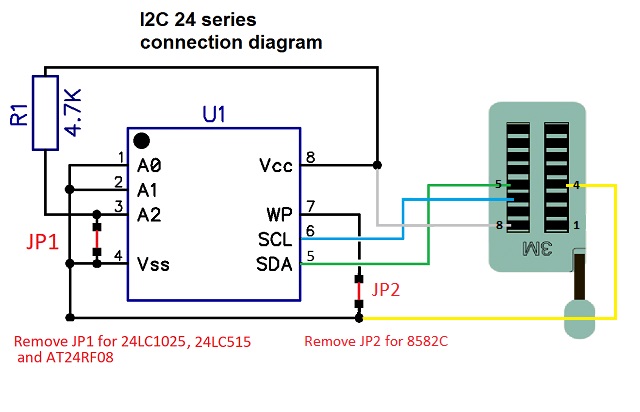 I2C 24 series
connection diagram
R1
4.7K
U1
1 A0
2 A1
3 A2
4 Vss
Vcc 8
WP 7
SCL 6
SDA 5
JP1
JP2
5
4
8
1
3M
Remove JP1 for 24LC1025, 24LC515
and AT24RF08
Remove JP2 for 8582C